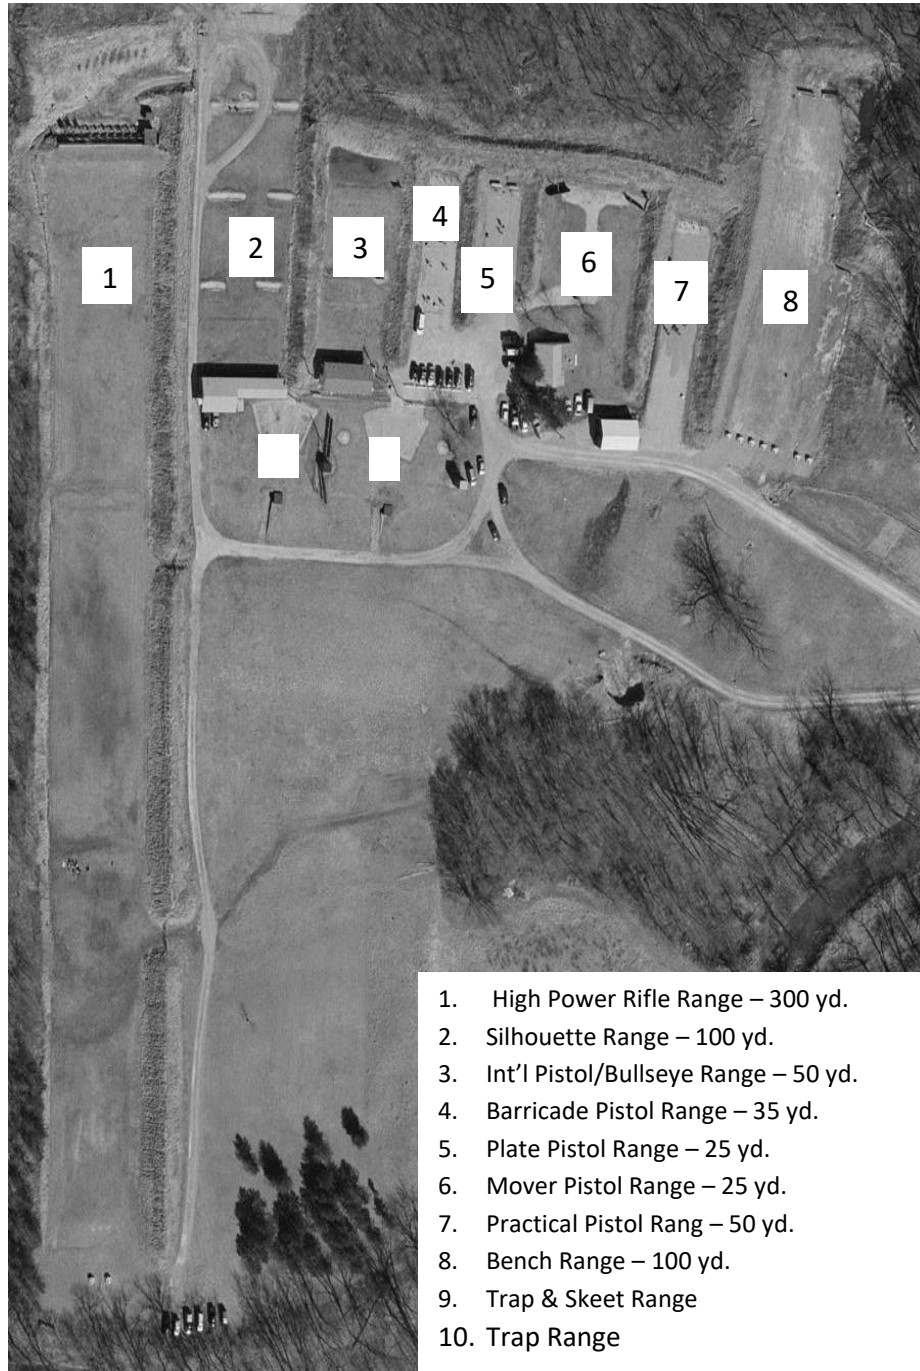 4
2
3
6
5
1
7
8
1. High Power Rifle Range – 300 yd.
2. Silhouette Range – 100 yd.
3. Int’l Pistol/Bullseye Range – 50 yd.
4. Barricade Pistol Range – 35 yd.
5. Plate Pistol Range – 25 yd.
6. Mover Pistol Range – 25 yd.
7. Practical Pistol Rang – 50 yd.
8. Bench Range – 100 yd.
9. Trap & Skeet Range
10. Trap Range